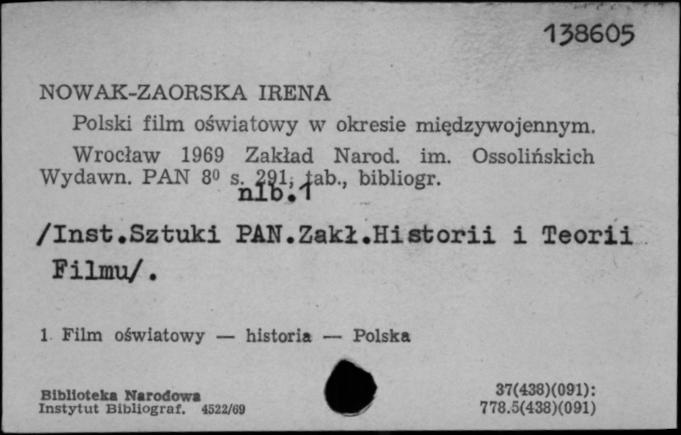 138605
NOWAK-ZAORSKA IRENA
Polski film oświatowy w okresie międzywojennym.
Wrocław 1969 Zakład Narod. im. Ossolińskich
Wydawn. PAN 8⁰ s. 291, tab., bibliogr.
nlb.1
/Inst.Sztuki PAN.Zakł.Historii i Teorii
Filmu/.
1. Film oświatowy — historia — Polska
Biblioteka Narodowa
Instytut Bibliograf. 4522/69
37(438)(091):
778.5(438)(091)